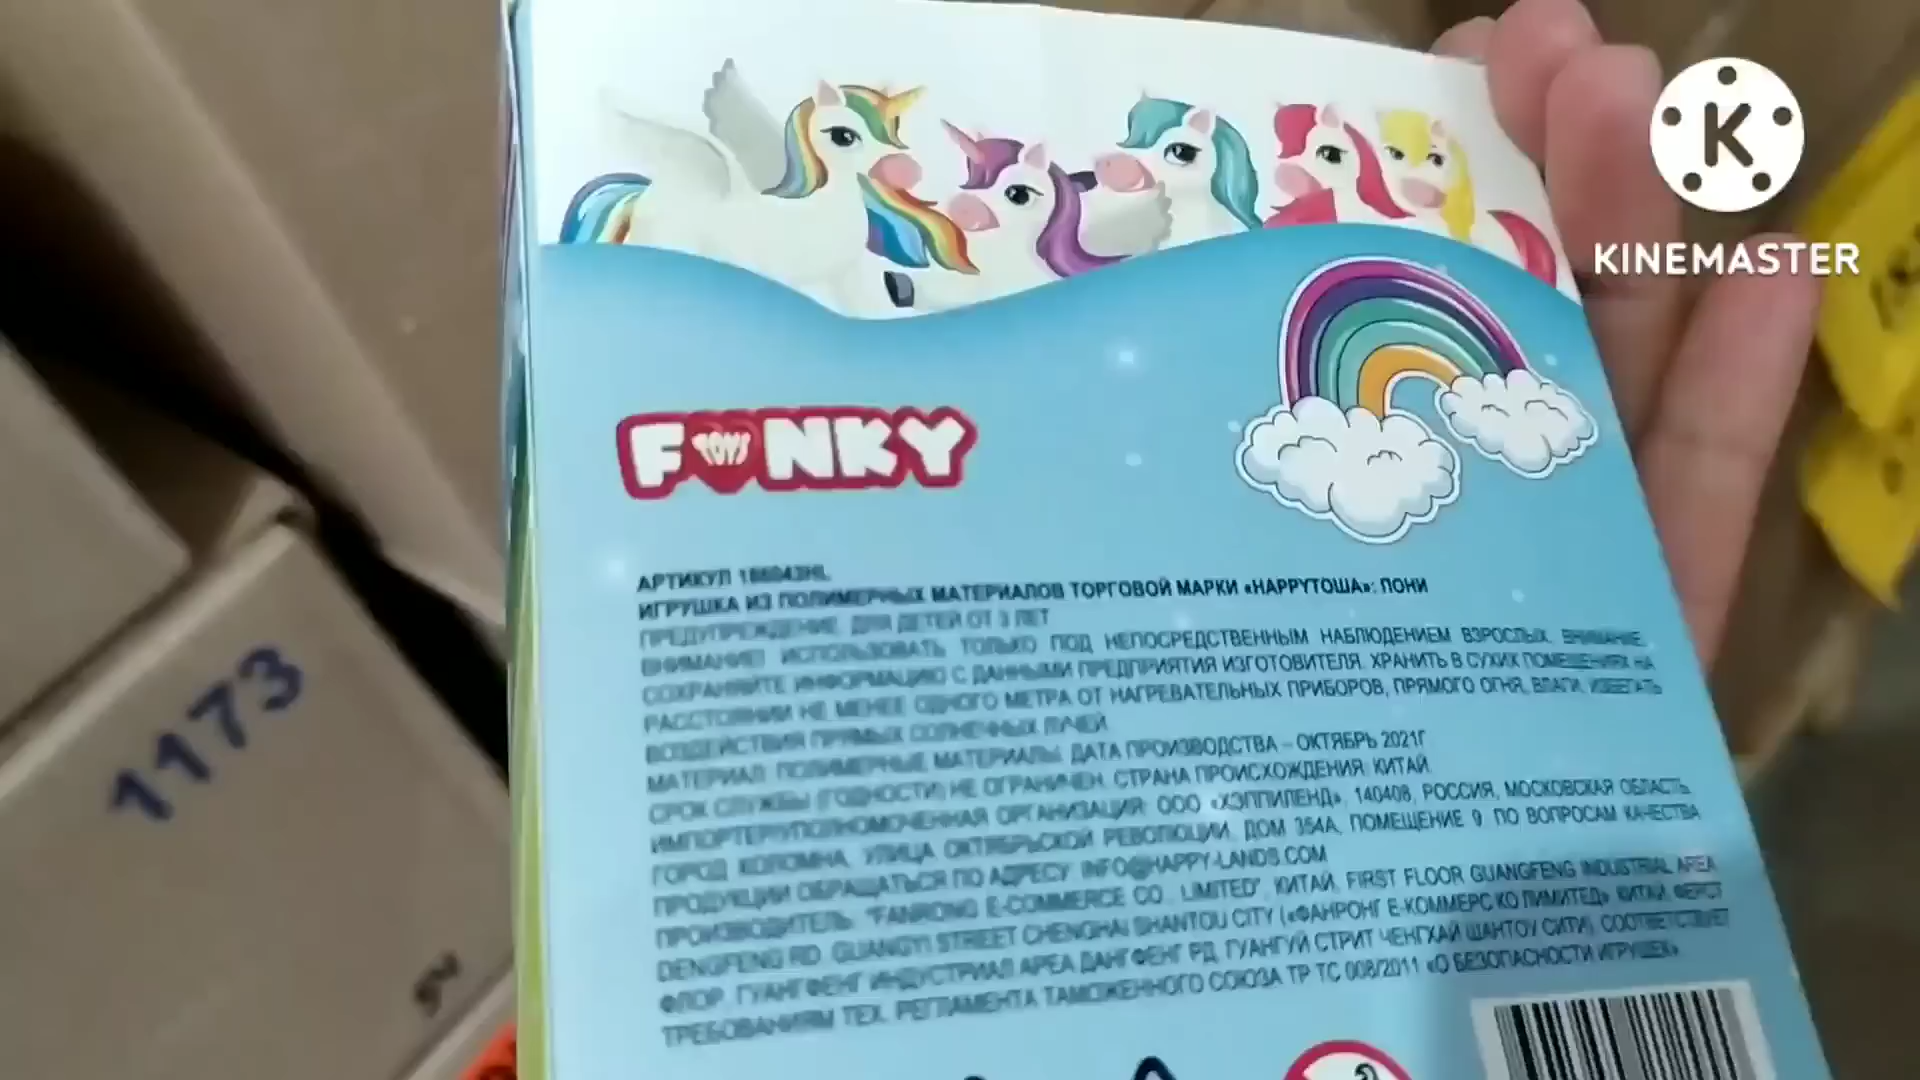 KINEMASTER
FUNKY
TOYS
АРТИКУЛ
ИГРУШКА ИЗ ПОЛИМЕРНЫХ МАТЕРИАЛОВ ТОРГОВОЙ МАРКИ «HAPPYТОША»: ПОНИ
ПРЕДУПРЕЖДЕНИЕ. ДЛЯ ДЕТЕЙ ОТ 3 ЛЕТ
ВНИМАНИЕ! ИСПОЛЬЗОВАТЬ ТОЛЬКО ПОД НЕПОСРЕДСТВЕННЫМ НАБЛЮДЕНИЕМ ВЗРОСЛЫХ. ВНИМАНИЕ.
СОХРАНЯЙТЕ ИНФОРМАЦИЮ С ДАННЫМИ ПРЕДПРИЯТИЯ ИЗГОТОВИТЕЛЯ. ХРАНИТЬ В СУХИХ ПОМЕЩЕНИЯХ НА
РАССТОЯНИИ НЕ МЕНЕЕ ОДНОГО МЕТРА ОТ НАГРЕВАТЕЛЬНЫХ ПРИБОРОВ, ПРЯМОГО ОГНЯ, ВЛАГИ, ИЗБЕГАТЬ
ВОЗДЕЙСТВИЯ ПРЯМЫХ СОЛНЕЧНЫХ ЛУЧЕЙ
МАТЕРИАЛ: ПОЛИМЕРНЫЕ МАТЕРИАЛЫ. ДАТА ПРОИЗВОДСТВА – ОКТЯБРЬ 2021Г
СРОК СЛУЖБЫ (ГОДНОСТИ) НЕ ОГРАНИЧЕН. СТРАНА ПРОИСХОЖДЕНИЯ: КИТАЙ.
ИМПОРТЕР/УПОЛНОМОЧЕННАЯ ОРГАНИЗАЦИЯ: ООО «ХЭППИЛЕНД», 140408, РОССИЯ, МОСКОВСКАЯ ОБЛАСТЬ,
ГОРОД КОЛОМНА, УЛИЦА ОКТЯБРЬСКОЙ РЕВОЛЮЦИИ, ДОМ 354А, ПОМЕЩЕНИЕ 9. ПО ВОПРОСАМ КАЧЕСТВА
ПРОДУКЦИИ ОБРАЩАТЬСЯ ПО АДРЕСУ: INFO@HAPPY-LANDS.COM
ПРОИЗВОДИТЕЛЬ: "FANRONG E-COMMERCE CO., LIMITED", КИТАЙ, FIRST FLOOR GUANGFENG INDUSTRIAL AREA
DENGFENG RD. GUANGYI STREET CHENGHAI SHANTOU CITY («ФАНРОНГ Е-КОММЕРС КО ЛИМИТЕД» КИТАЙ, ФЕРСТ
ФЛОР, ГУАНГФЕНГ ИНДУСТРИАЛ АРЕА ДАНГФЕНГ РД. ГУАНГУЙ СТРИТ ЧЕНГХАЙ ШАНТОУ СИТИ). СООТВЕТСТВУЕТ
ТРЕБОВАНИЯМ ТЕХ. РЕГЛАМЕНТА ТАМОЖЕННОГО СОЮЗА ТР ТС 008/2011 «О БЕЗОПАСНОСТИ ИГРУШЕК»
1173